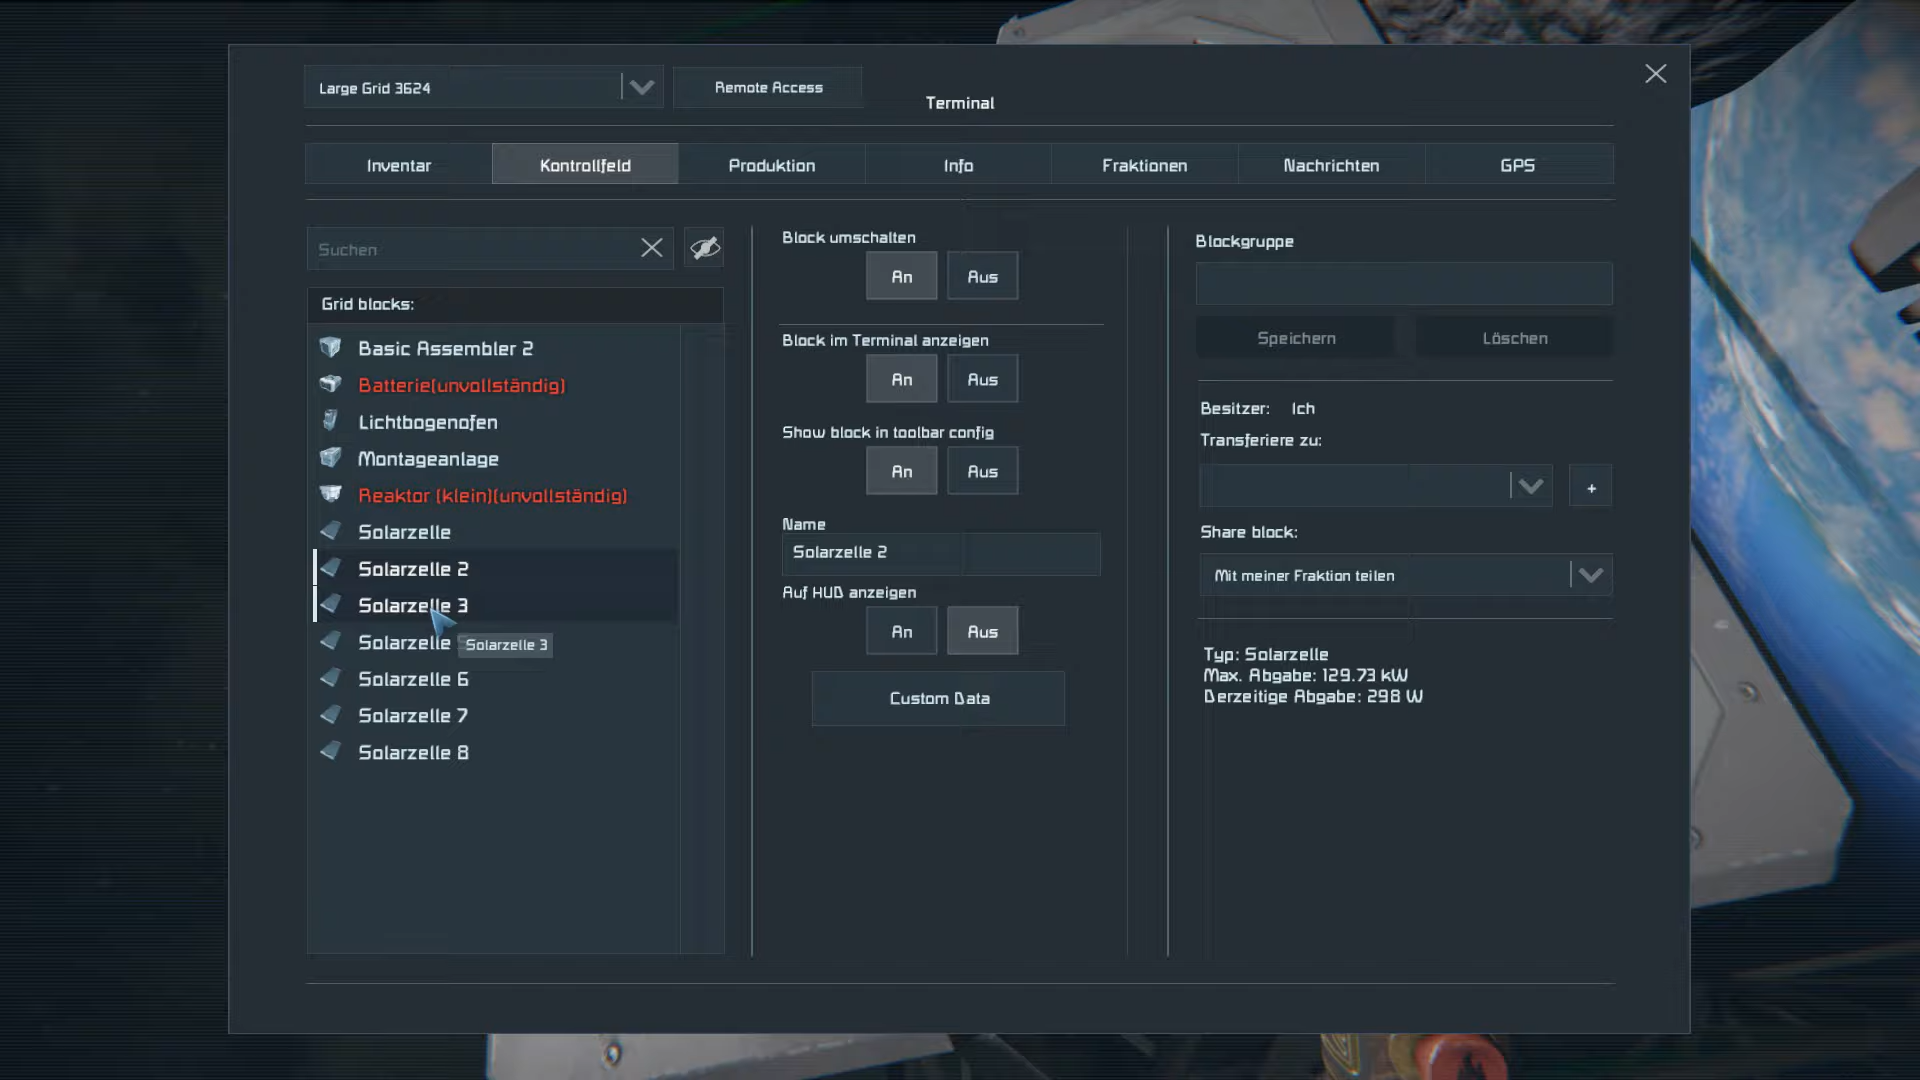 Large Grid 3624
Remote Access
Terminal
Inventar
Kontrollfeld
Produktion
Info
Fraktionen
Nachrichten
GPS
Suchen
Grid blocks:
Basic Assembler 2
Batterie(unvollständig)
Lichtbogenofen
Montageanlage
Reaktor (klein)(unvollständig)
Solarzelle
Solarzelle 2
Solarzelle 3
Solarzelle
Solarzelle 3
Solarzelle 6
Solarzelle 7
Solarzelle 8
Block umschalten
An Aus
Block im Terminal anzeigen
An Aus
Show block in toolbar config
An Aus
Name
Solarzelle 2
Auf HUD anzeigen
An Aus
Custom Data
Blockgruppe
Speichern Löschen
Besitzer: Ich
Transferiere zu:
+
Share block:
Mit meiner Fraktion teilen
Typ: Solarzelle
Max. Abgabe: 129.73 kW
Derzeitige Abgabe: 298 W